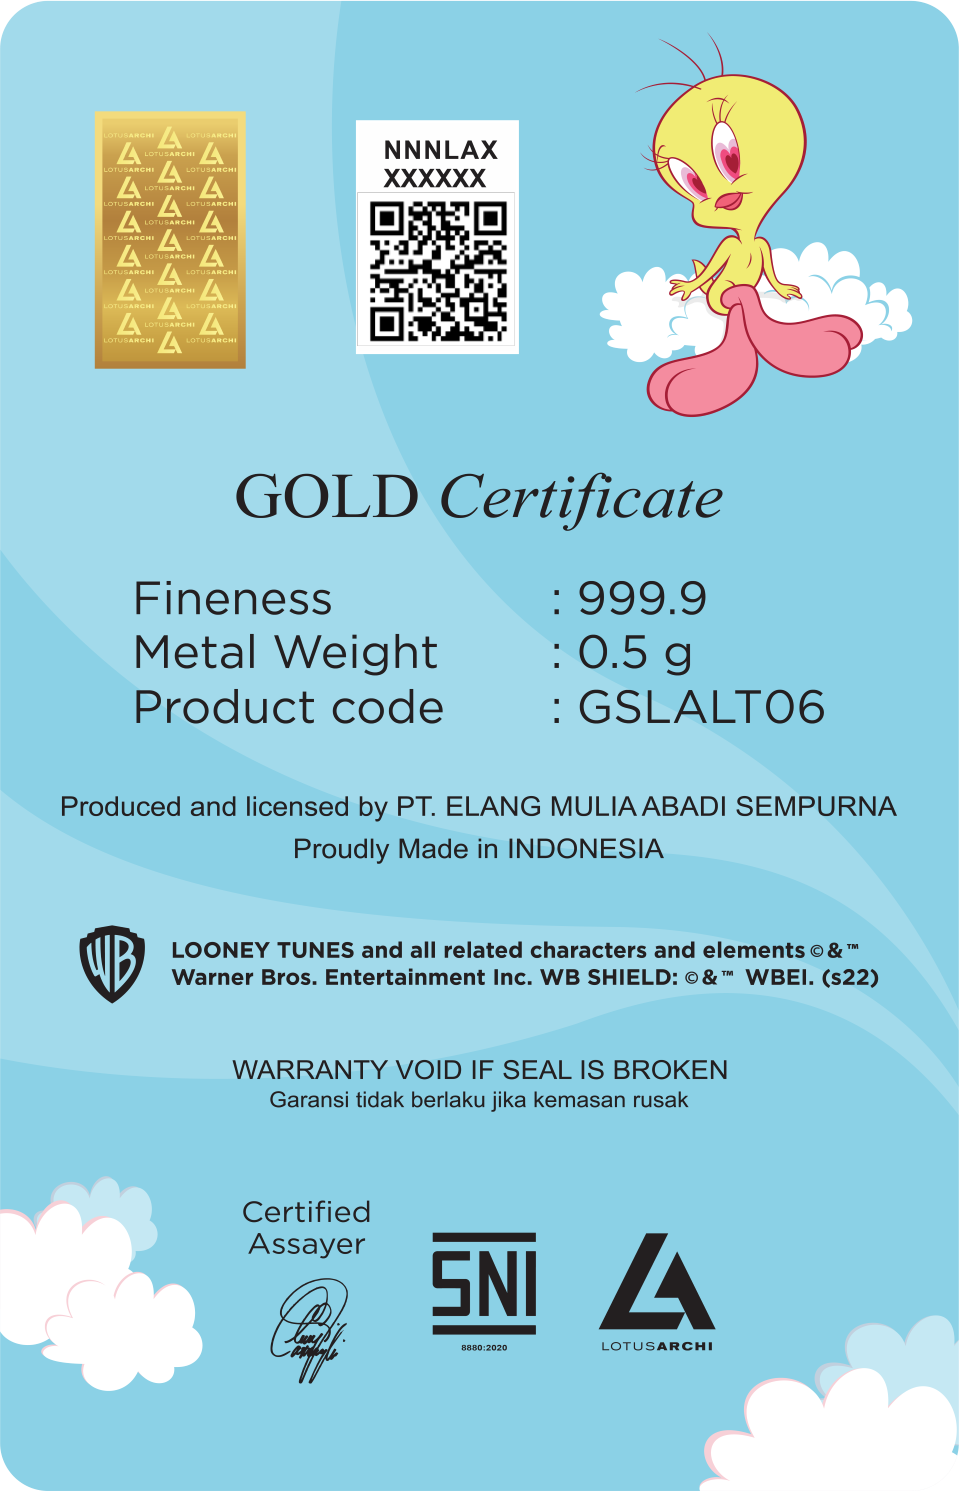 NNNLAX
XXXXXX
LOTUSARCHI
GOLD Certificate
Fineness : 999.9
Metal Weight : 0.5 g
Product code : GSLALT06
Produced and licensed by PT. ELANG MULIA ABADI SEMPURNA
Proudly Made in INDONESIA
WB
LOONEY TUNES and all related characters and elements © & ™
Warner Bros. Entertainment Inc. WB SHIELD: © & ™ WBEI. (s22)
WARRANTY VOID IF SEAL IS BROKEN
Garansi tidak berlaku jika kemasan rusak
Certified
Assayer
SNI
8880:2020
LOTUSARCHI